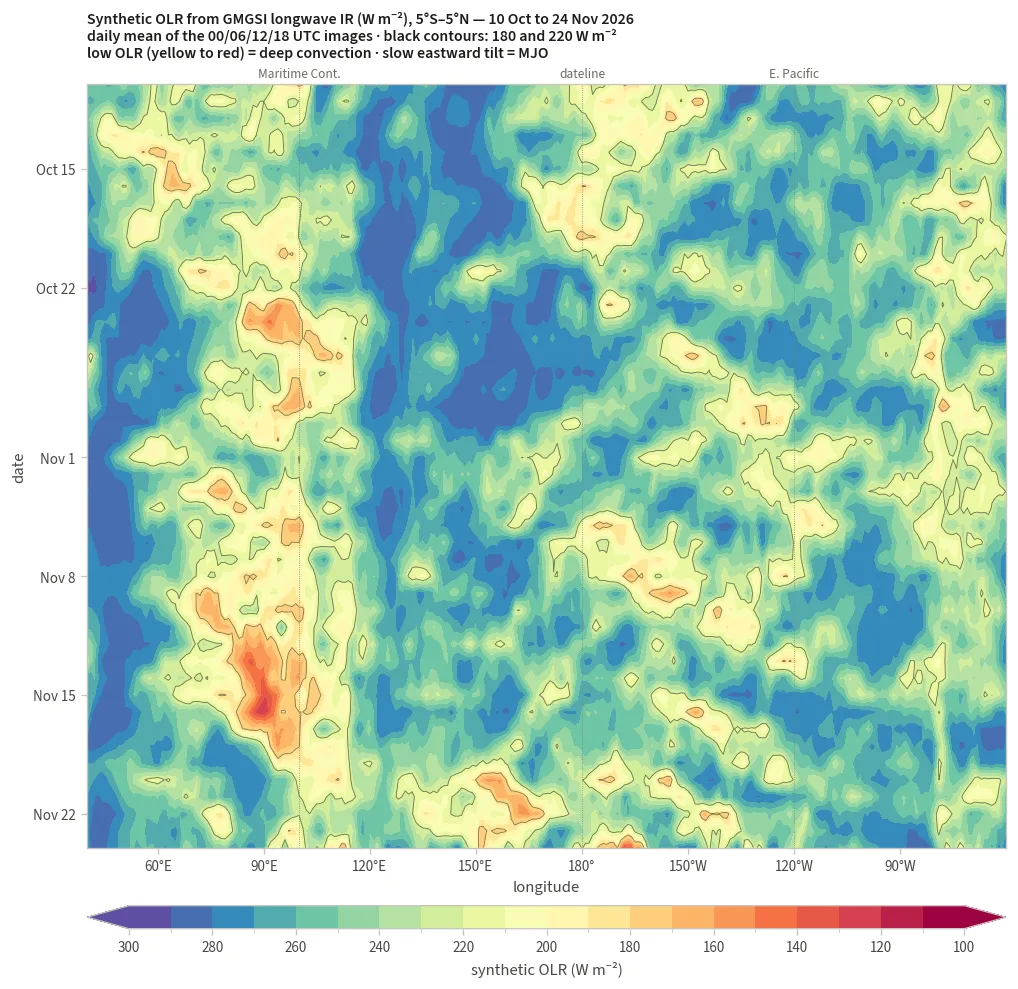 Synthetic OLR from GMGSI longwave IR (W m⁻²), 5°S–5°N — 10 Oct to 24 Nov 2026
daily mean of the 00/06/12/18 UTC images · black contours: 180 and 220 W m⁻²
low OLR (yellow to red) = deep convection · slow eastward tilt = MJO
Maritime Cont. dateline E. Pacific
Oct 15
Oct 22
Nov 1
Nov 8
Nov 15
Nov 22
date
60°E 90°E 120°E 150°E 180° 150°W 120°W 90°W
longitude
300 280 260 240 220 200 180 160 140 120 100
synthetic OLR (W m⁻²)